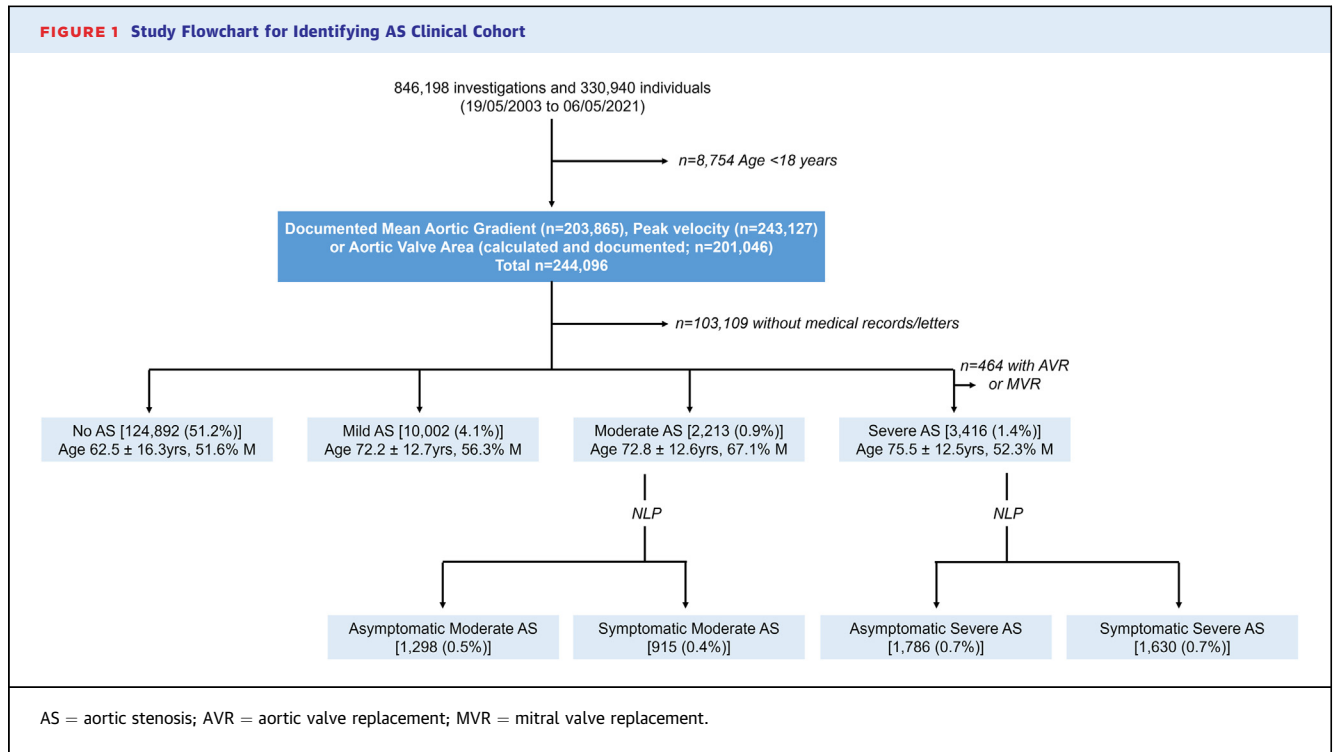 FIGURE 1 Study Flowchart for Identifying AS Clinical Cohort
846,198 investigations and 330,940 individuals
(19/05/2003 to 06/05/2021)
n=8,754 Age <18 years
Documented Mean Aortic Gradient (n=203,865), Peak velocity (n=243,127)
or Aortic Valve Area (calculated and documented; n=201,046)
Total n=244,096
n=103,109 without medical records/letters
n=464 with AVR
or MVR
No AS [124,892 (51.2%)]
Age 62.5 ± 16.3yrs, 51.6% M
Mild AS [10,002 (4.1%)]
Age 72.2 ± 12.7yrs, 56.3% M
Moderate AS [2,213 (0.9%)]
Age 72.8 ± 12.6yrs, 67.1% M
Severe AS [3,416 (1.4%)]
Age 75.5 ± 12.5yrs, 52.3% M
NLP
NLP
Asymptomatic Moderate AS
[1,298 (0.5%)]
Symptomatic Moderate AS
[915 (0.4%)]
Asymptomatic Severe AS
[1,786 (0.7%)]
Symptomatic Severe AS
[1,630 (0.7%)]
AS = aortic stenosis; AVR = aortic valve replacement; MVR = mitral valve replacement.